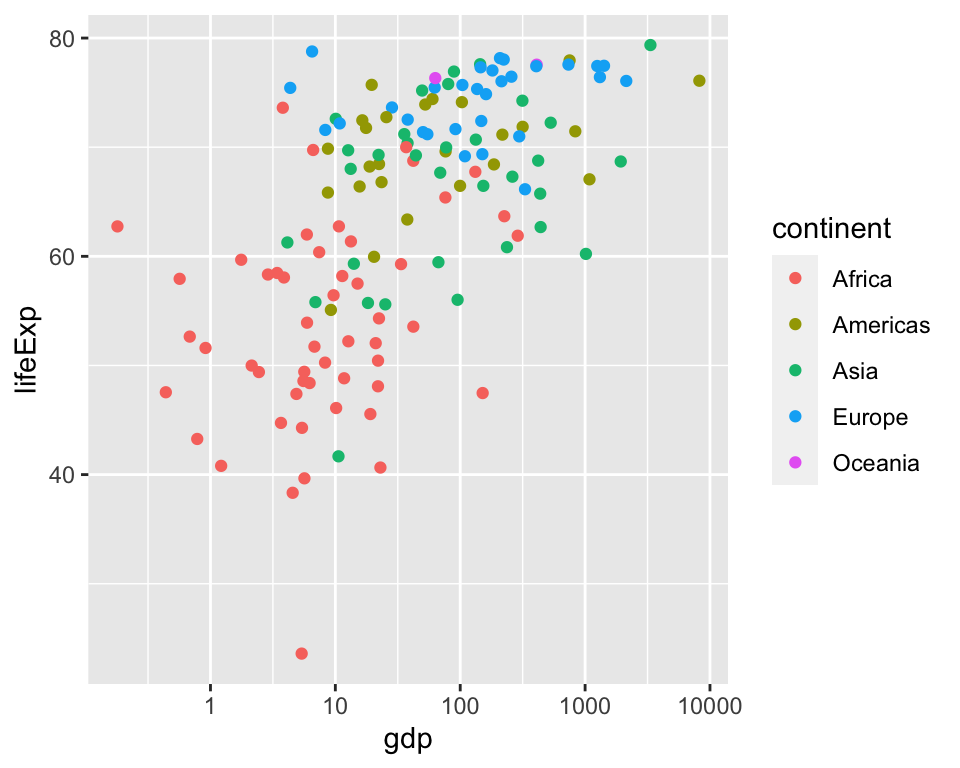 80
60
40
lifeExp
1 10 100 1000 10000
gdp
continent
Africa
Americas
Asia
Europe
Oceania